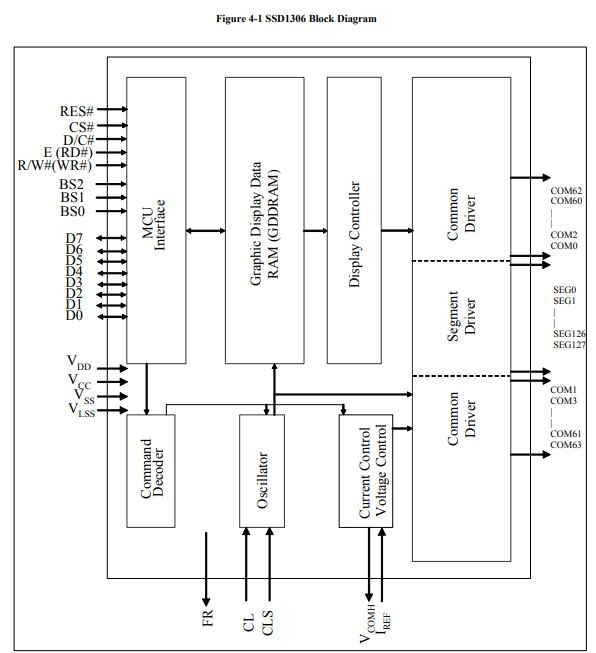 Figure 4-1 SSD1306 Block Diagram
RES#
CS#
D/C#
E (RD#)
R/W#(WR#)
BS2
BS1
BS0
D7
D6
D5
D4
D3
D2
D1
D0
VDD
VCC
VSS
VLSS
MCU
Interface
Graphic Display Data
RAM (GDDRAM)
Display Controller
Common
Driver
Segment
Driver
Common
Driver
COM62
COM60
|
|
COM2
COM0
SEG0
SEG1
|
|
SEG126
SEG127
COM1
COM3
|
|
COM61
COM63
Command
Decoder
Oscillator
Current Control
Voltage Control
FR
CL
CLS
VCOMH
IREF